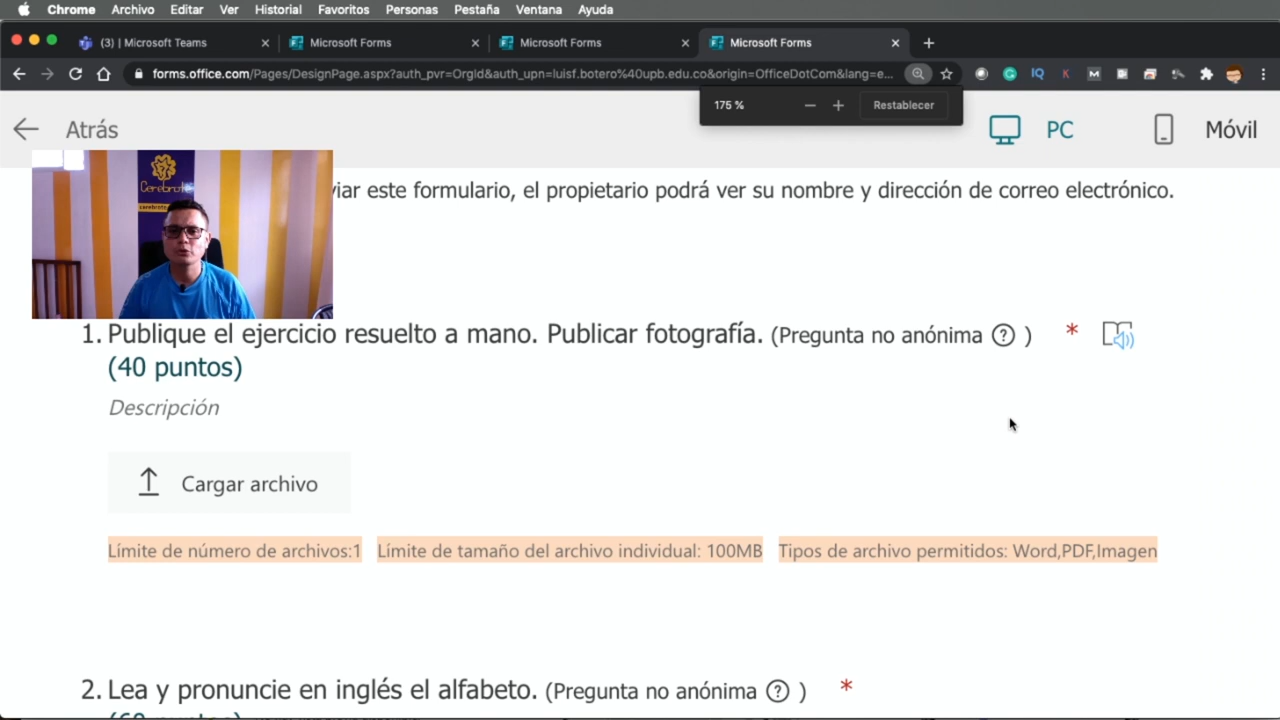 Chrome Archivo Editar Ver Historial Favoritos Personas Pestaña Ventana Ayuda
(3) | Microsoft Teams Microsoft Forms Microsoft Forms Microsoft Forms
forms.office.com/Pages/DesignPage.aspx?auth_pvr=OrgId&auth_upn=luisf.botero%40upb.edu.co&origin=OfficeDotCom&lang=e...
175 % Restablecer
Atrás PC Móvil
viar este formulario, el propietario podrá ver su nombre y dirección de correo electrónico.
Cerebrote
1. Publique el ejercicio resuelto a mano. Publicar fotografía. (Pregunta no anónima ? ) *
(40 puntos)
Descripción
Cargar archivo
Límite de número de archivos:1 Límite de tamaño del archivo individual: 100MB Tipos de archivo permitidos: Word,PDF,Imagen
2. Lea y pronuncie en inglés el alfabeto. (Pregunta no anónima ? ) *
(60 puntos)